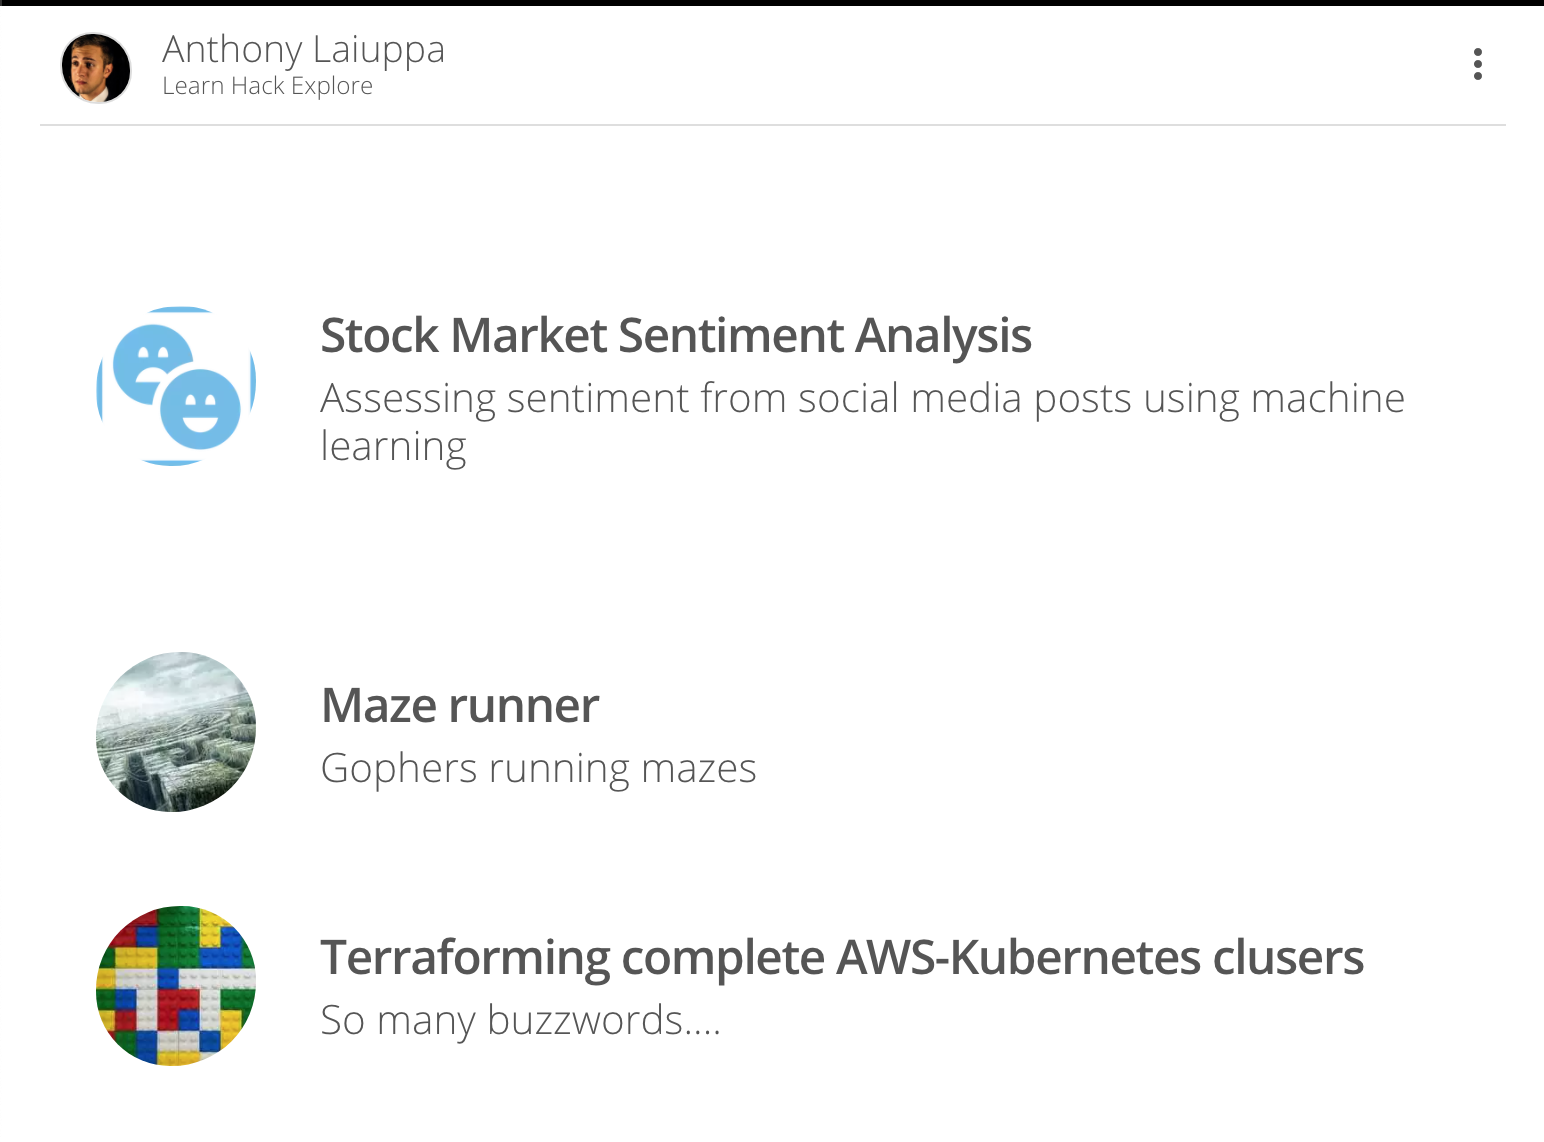 Anthony Laiuppa
Learn Hack Explore
Stock Market Sentiment Analysis
Assessing sentiment from social media posts using machine
learning
Maze runner
Gophers running mazes
Terraforming complete AWS-Kubernetes clusers
So many buzzwords....